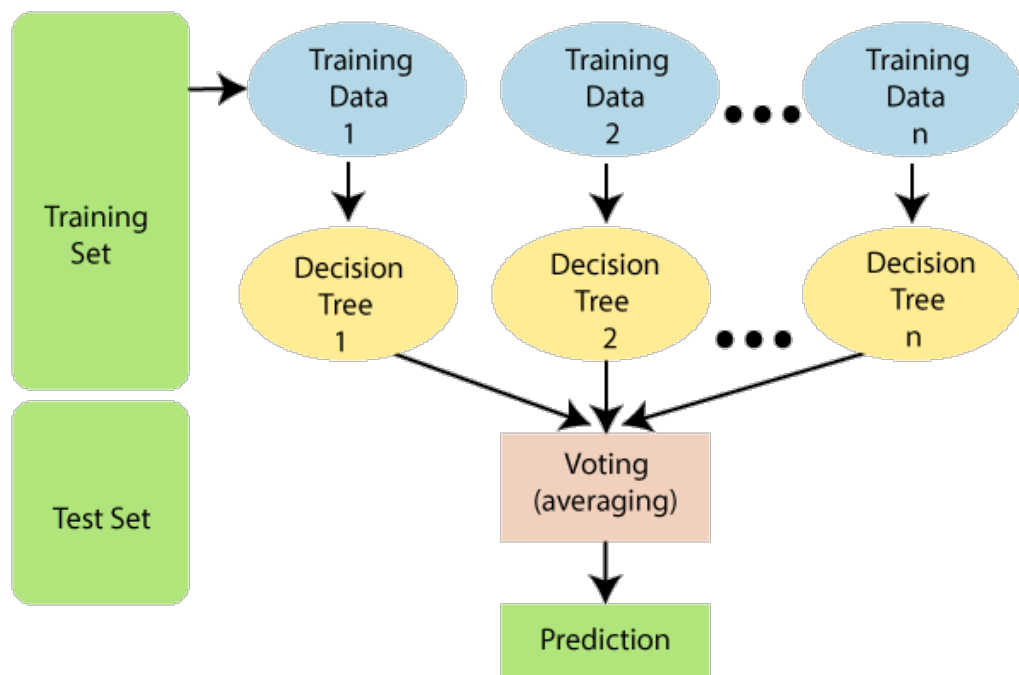 Training
Data
1
Training
Data
2
Training
Data
n
Training
Set
Decision
Tree
1
Decision
Tree
2
Decision
Tree
n
Voting
(averaging)
Test Set
Prediction